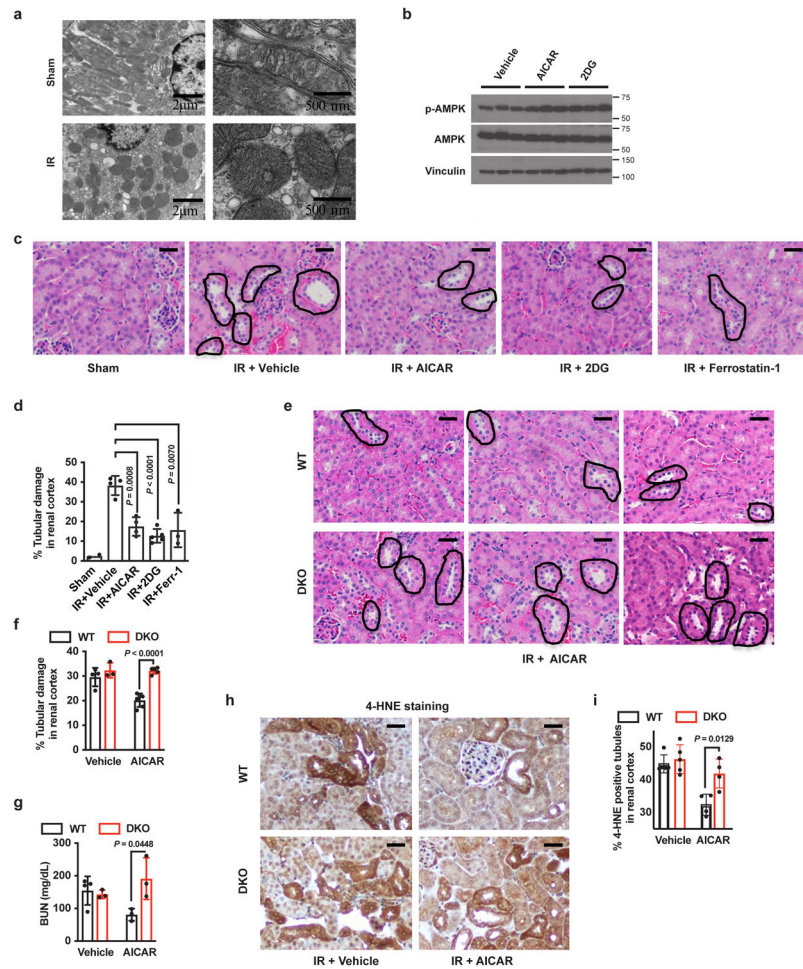 a
Sham
2μm
500 nm
IR
2μm
500 nm
b
Vehicle
AICAR
2DG
p-AMPK
75
50
AMPK
75
50
Vinculin
150
100
c
Sham
IR + Vehicle
IR + AICAR
IR + 2DG
IR + Ferrostatin-1
d
% Tubular damage
in renal cortex
50
40
30
20
10
0
P = 0.0008
P < 0.0001
P = 0.0070
Sham
IR+Vehicle
IR+AICAR
IR+2DG
IR+Ferr-1
e
WT
DKO
IR + AICAR
f
WT DKO
P < 0.0001
% Tubular damage
in renal cortex
40
30
20
10
0
Vehicle AICAR
g
WT DKO
P = 0.0448
BUN (mg/dL)
300
200
100
0
Vehicle AICAR
h
4-HNE staining
WT
DKO
IR + Vehicle IR + AICAR
i
WT DKO
P = 0.0129
% 4-HNE positive tubules
in renal cortex
50
40
30
Vehicle AICAR